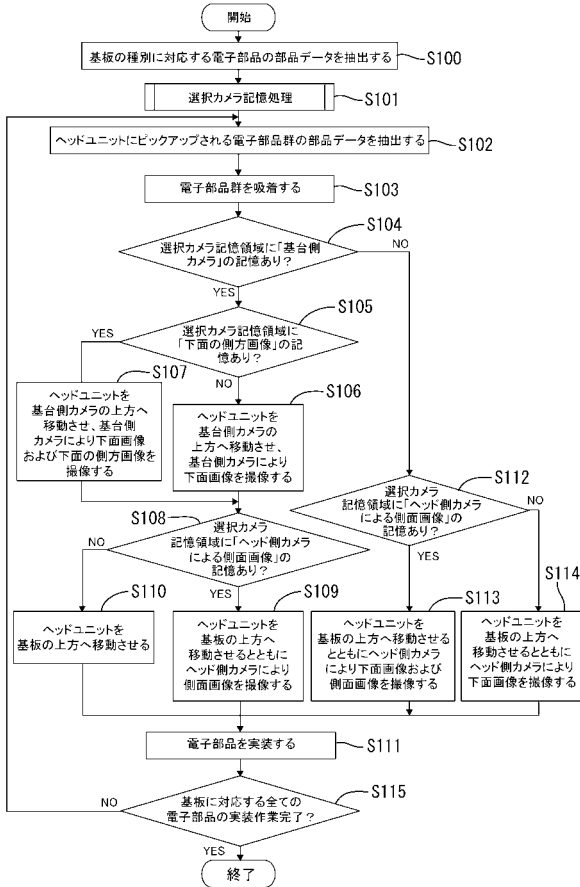 開始
基板の種別に対応する電子部品の部品データを抽出する
S100
選択カメラ記憶処理
S101
ヘッドユニットにピックアップされる電子部品群の部品データを抽出する
S102
電子部品群を吸着する
S103
S104
選択カメラ記憶領域に「基台側
カメラ」の記憶あり?
NO
YES
S105
選択カメラ記憶領域に
「下面の側方画像」の記
憶あり?
YES
NO
S107
ヘッドユニットを
基台側カメラの上方へ
移動させ、基台側
カメラにより下面画像
および下面の側方画像を
撮像する
S106
ヘッドユニットを
基台側カメラの
上方へ移動させ、
基台側カメラにより
下面画像を撮像する
S112
選択カメラ
記憶領域に「ヘッド側カメラ
による側面画像」の
記憶あり?
NO
YES
S108
選択カメラ
記憶領域に「ヘッド側カメラ
による側面画像」の
記憶あり?
NO
YES
S110
ヘッドユニットを
基板の上方へ移動させる
S109
ヘッドユニットを
基板の上方へ
移動させるとともに
ヘッド側カメラにより
側面画像を撮像する
S113
ヘッドユニットを
基板の上方へ移動させる
とともにヘッド側カメラ
により下面画像および
側面画像を撮像する
S114
ヘッドユニットを
基板の上方へ
移動させるとともに
ヘッド側カメラにより
下面画像を撮像する
電子部品を実装する
S111
S115
基板に対応する全ての
電子部品の実装作業完了?
NO
YES
終了